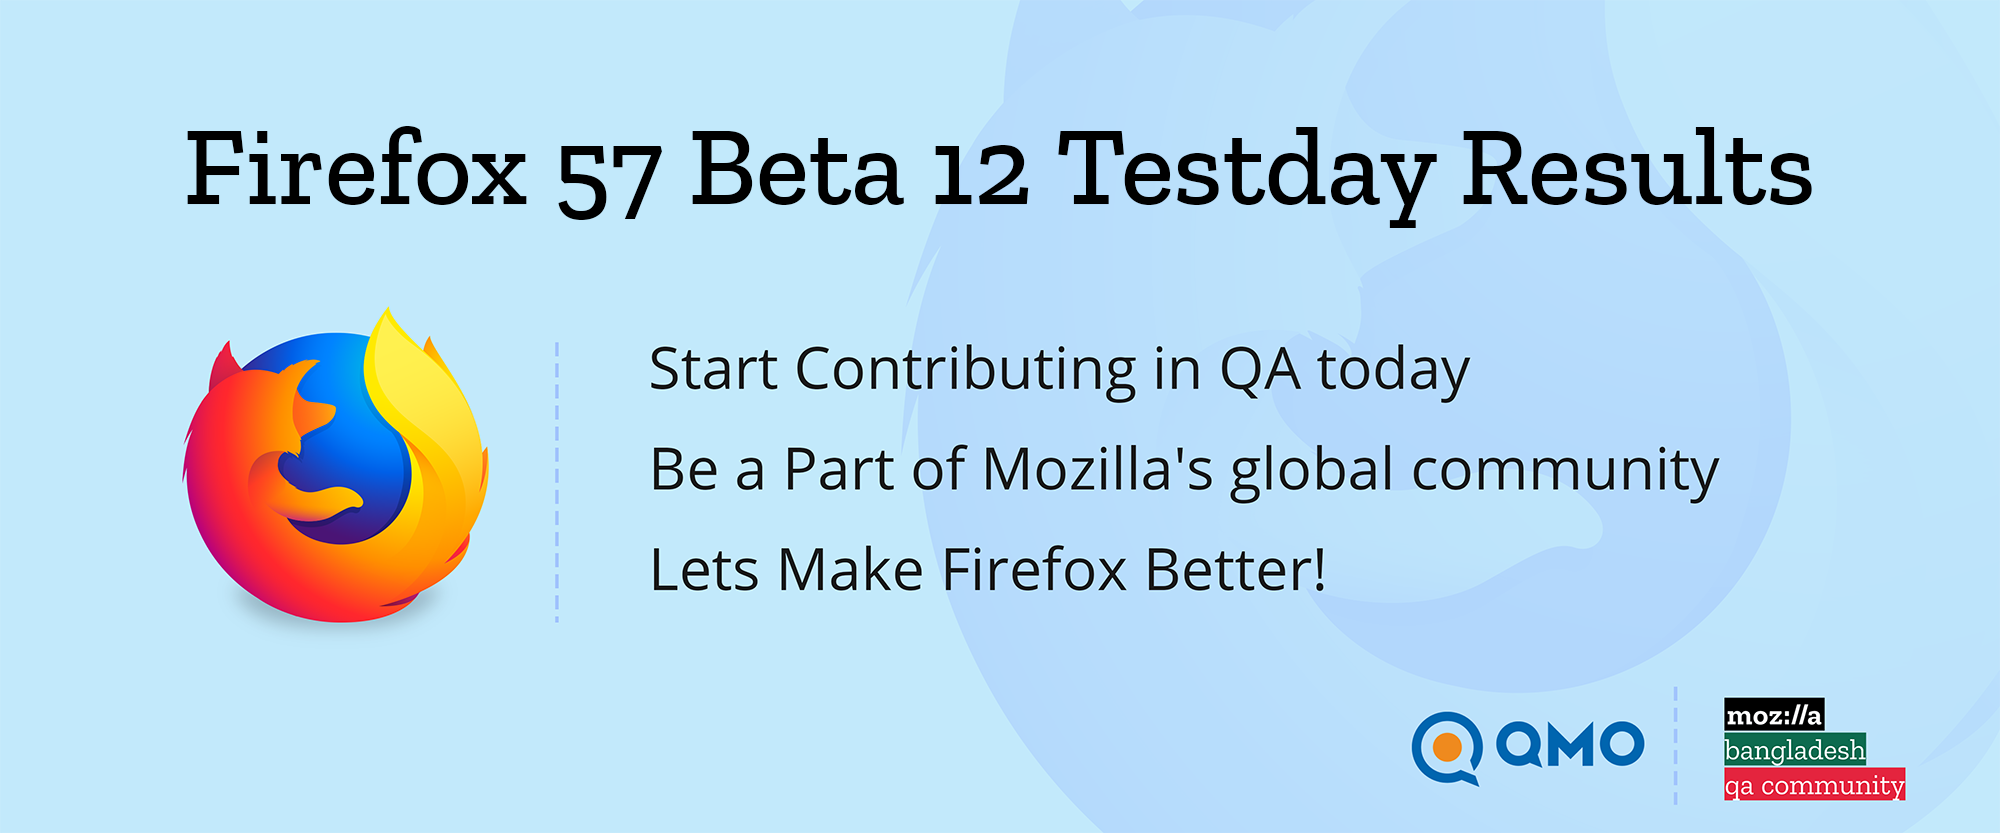 Firefox 57 Beta 12 Testday Results
Start Contributing in QA today
Be a Part of Mozilla's global community
Lets Make Firefox Better!
QMO
moz://a
bangladesh
qa community